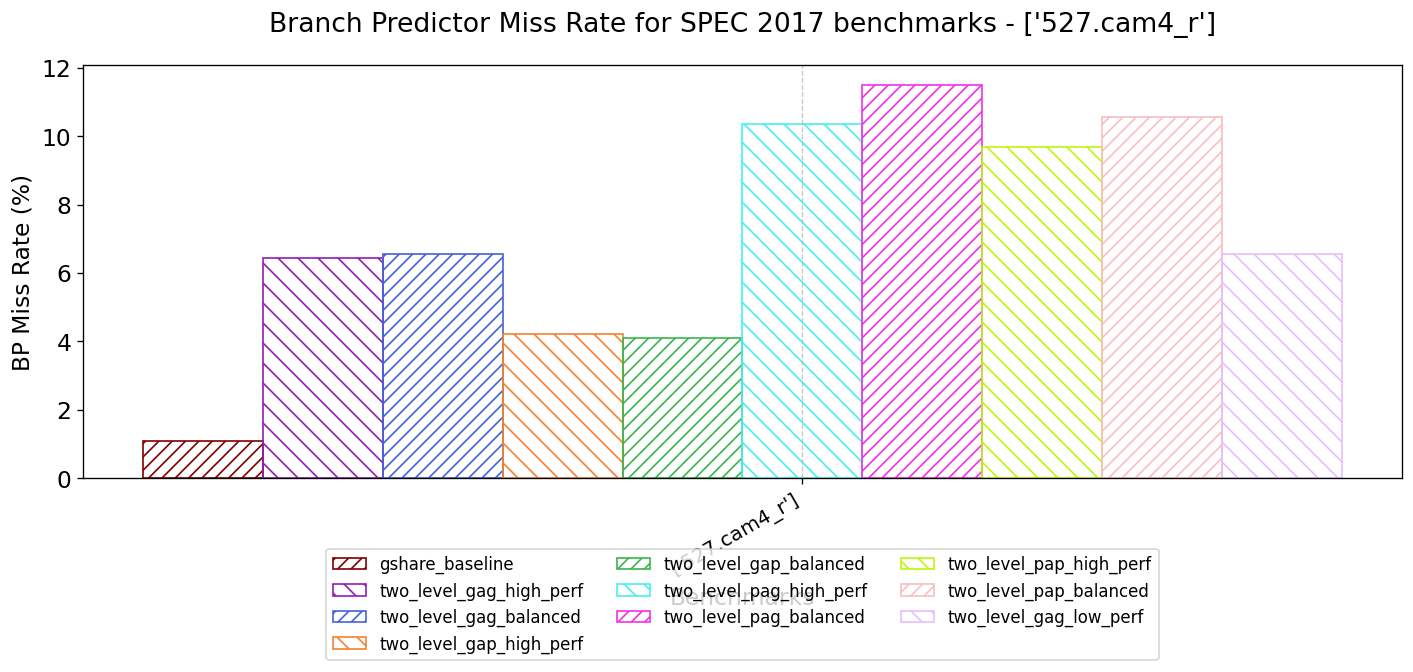 Branch Predictor Miss Rate for SPEC 2017 benchmarks - ['527.cam4_r']
BP Miss Rate (%)
12
10
8
6
4
2
0
['527.cam4_r']
Benchmarks
gshare_baseline
two_level_gag_high_perf
two_level_gag_balanced
two_level_gap_high_perf
two_level_gap_balanced
two_level_pag_high_perf
two_level_pag_balanced
two_level_pap_high_perf
two_level_pap_balanced
two_level_gag_low_perf